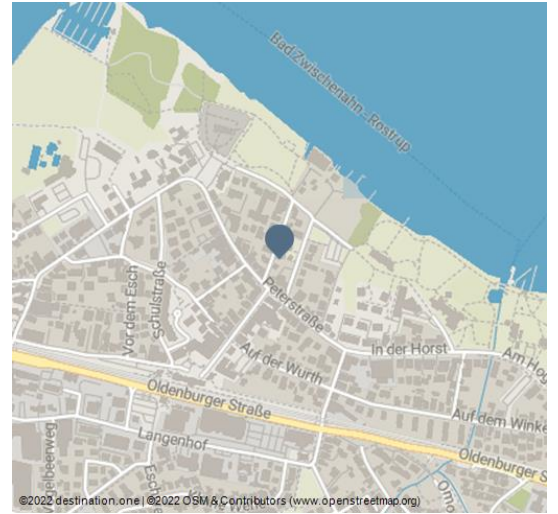 Bad Zwischenahn - Rostrup
Vor dem Esch
Schulstraße
Peterstraße
In der Horst
Am Hog
Auf der Wurth
Oldenburger Straße
Auf dem Winke
Langenhof
Oldenburger S
©2022 destination.one | ©2022 OSM & Contributors (www.openstreetmap.org)